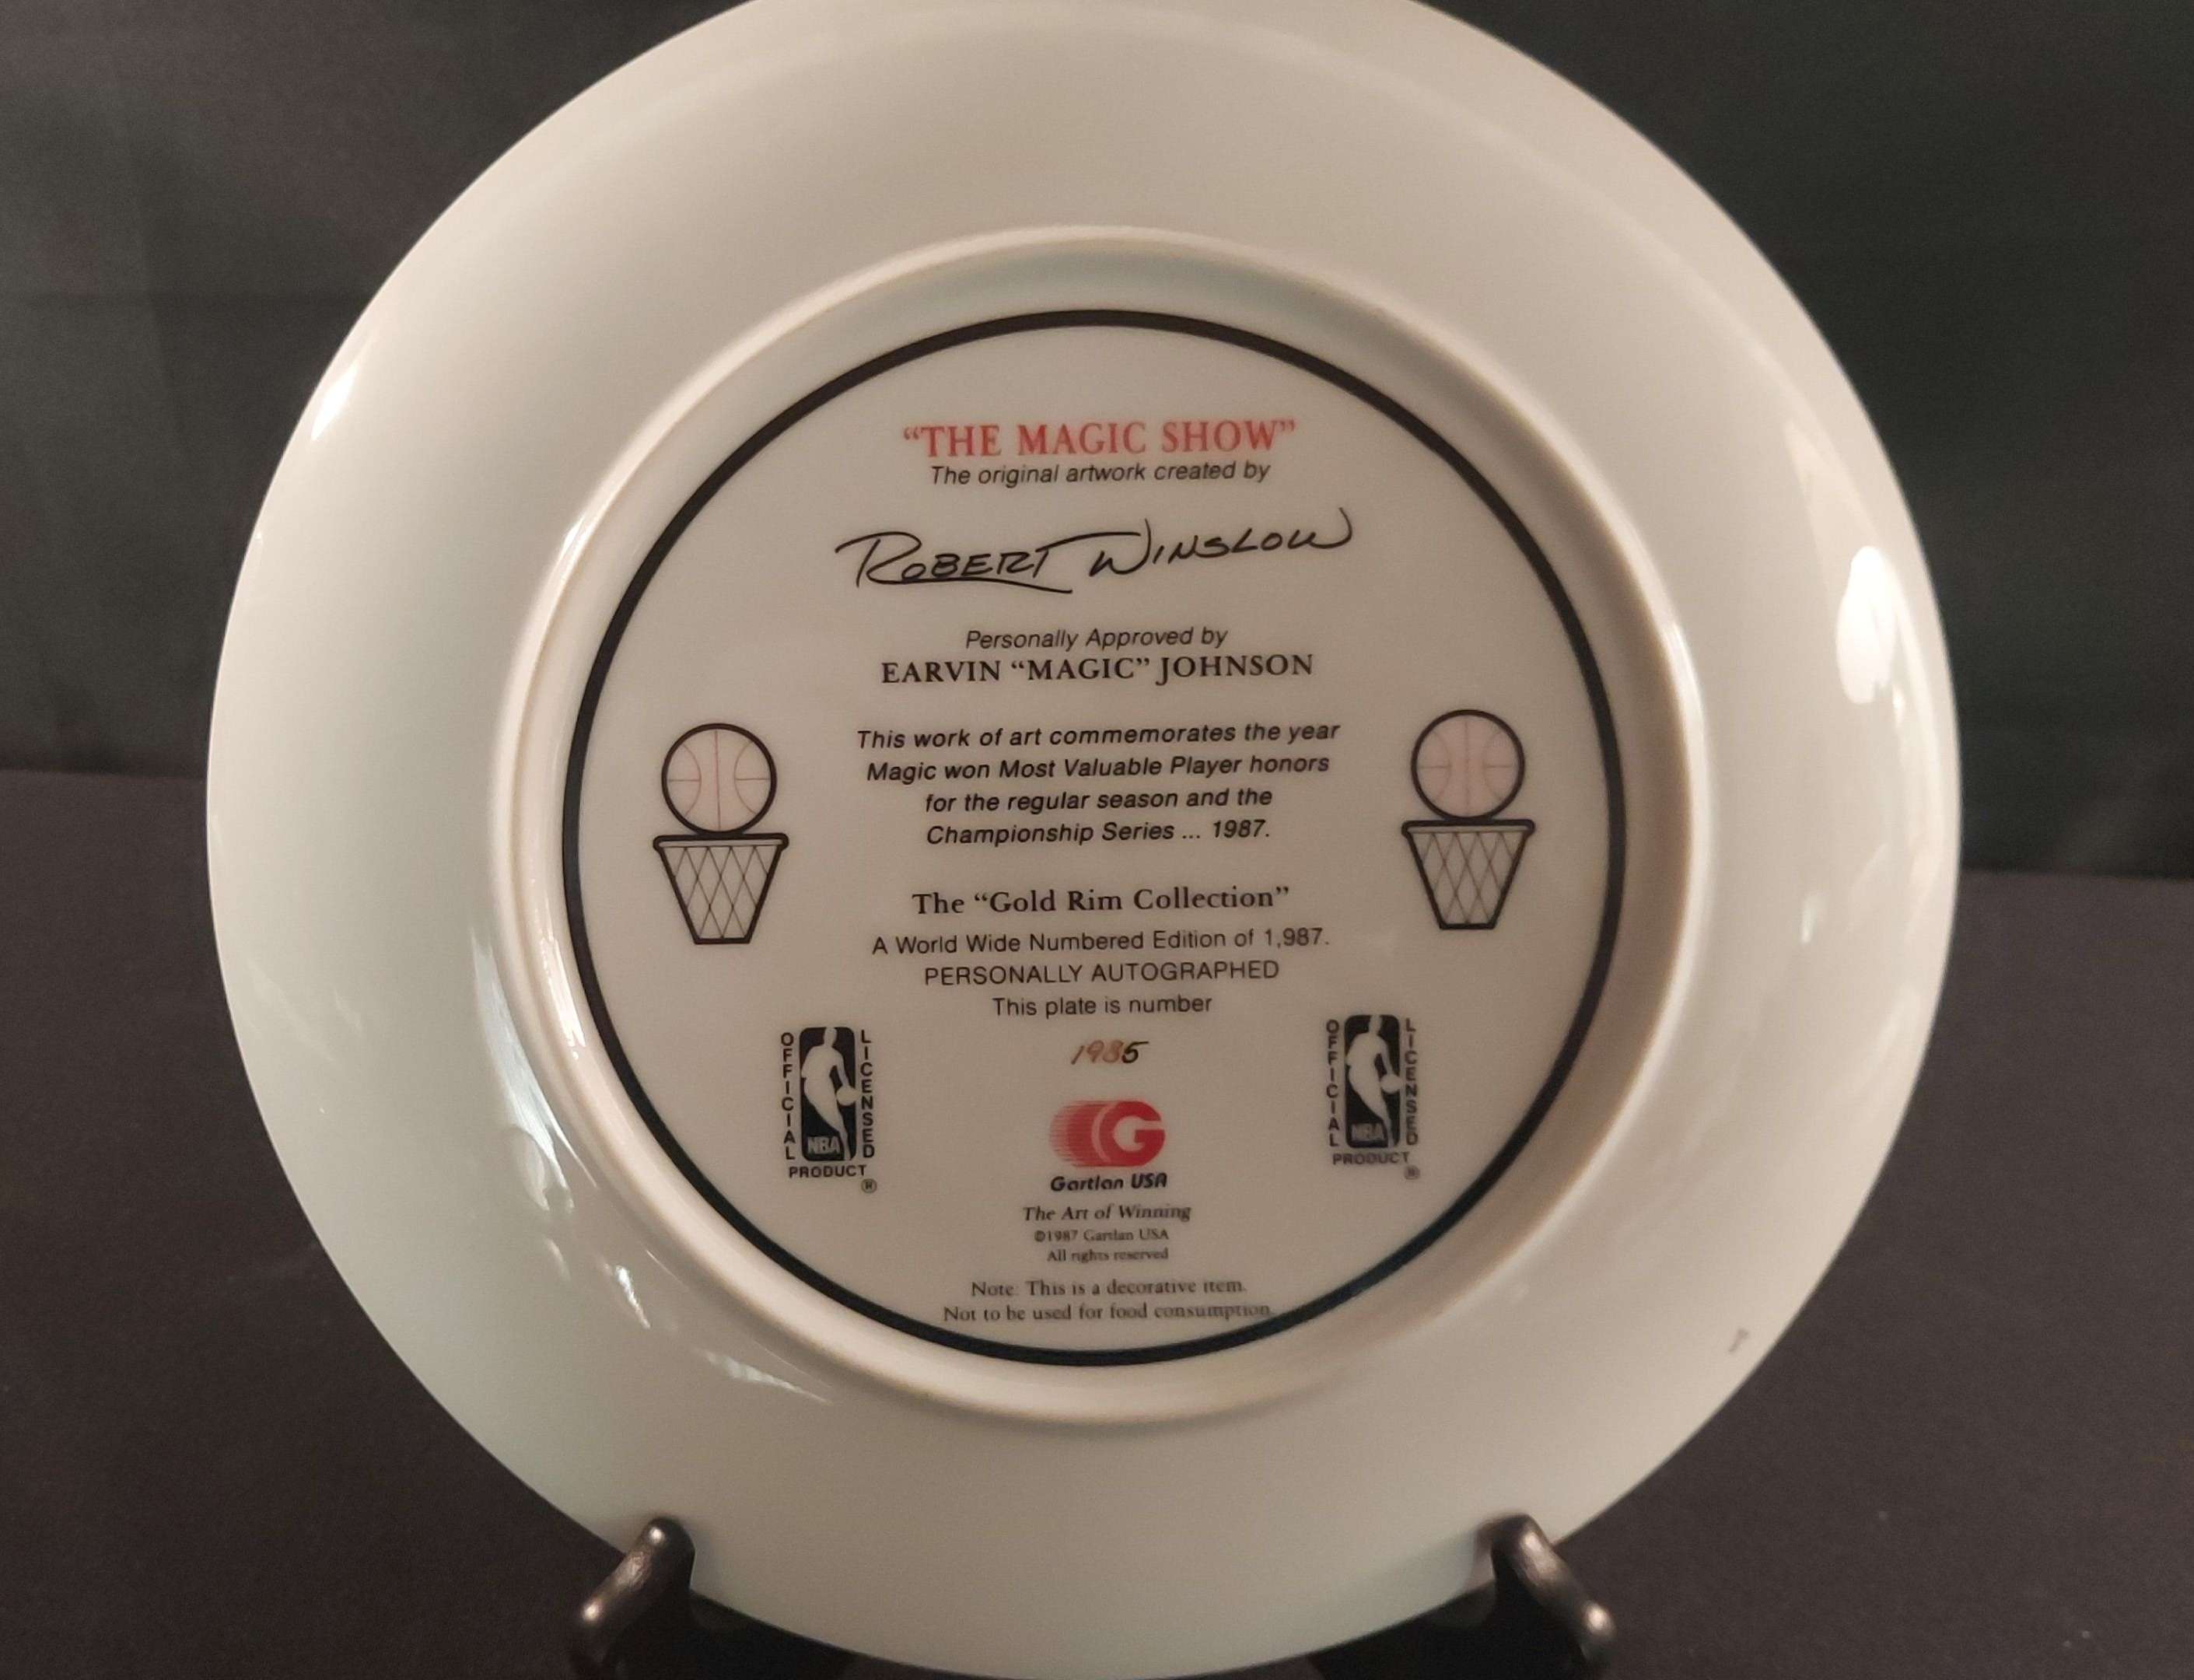 “THE MAGIC SHOW”
The original artwork created by
ROBERT WINSLOW
Personally Approved by
EARVIN “MAGIC” JOHNSON
This work of art commemorates the year
Magic won Most Valuable Player honors
for the regular season and the
Championship Series ... 1987.
The “Gold Rim Collection”
A World Wide Numbered Edition of 1,987.
PERSONALLY AUTOGRAPHED
This plate is number
1985
OFFICIAL
LICENSED
NBA
PRODUCT
®
OFFICIAL
LICENSED
NBA
PRODUCT
®
G
Gartlan USA
The Art of Winning
©1987 Gartlan USA
All rights reserved
Note: This is a decorative item.
Not to be used for food consumption.